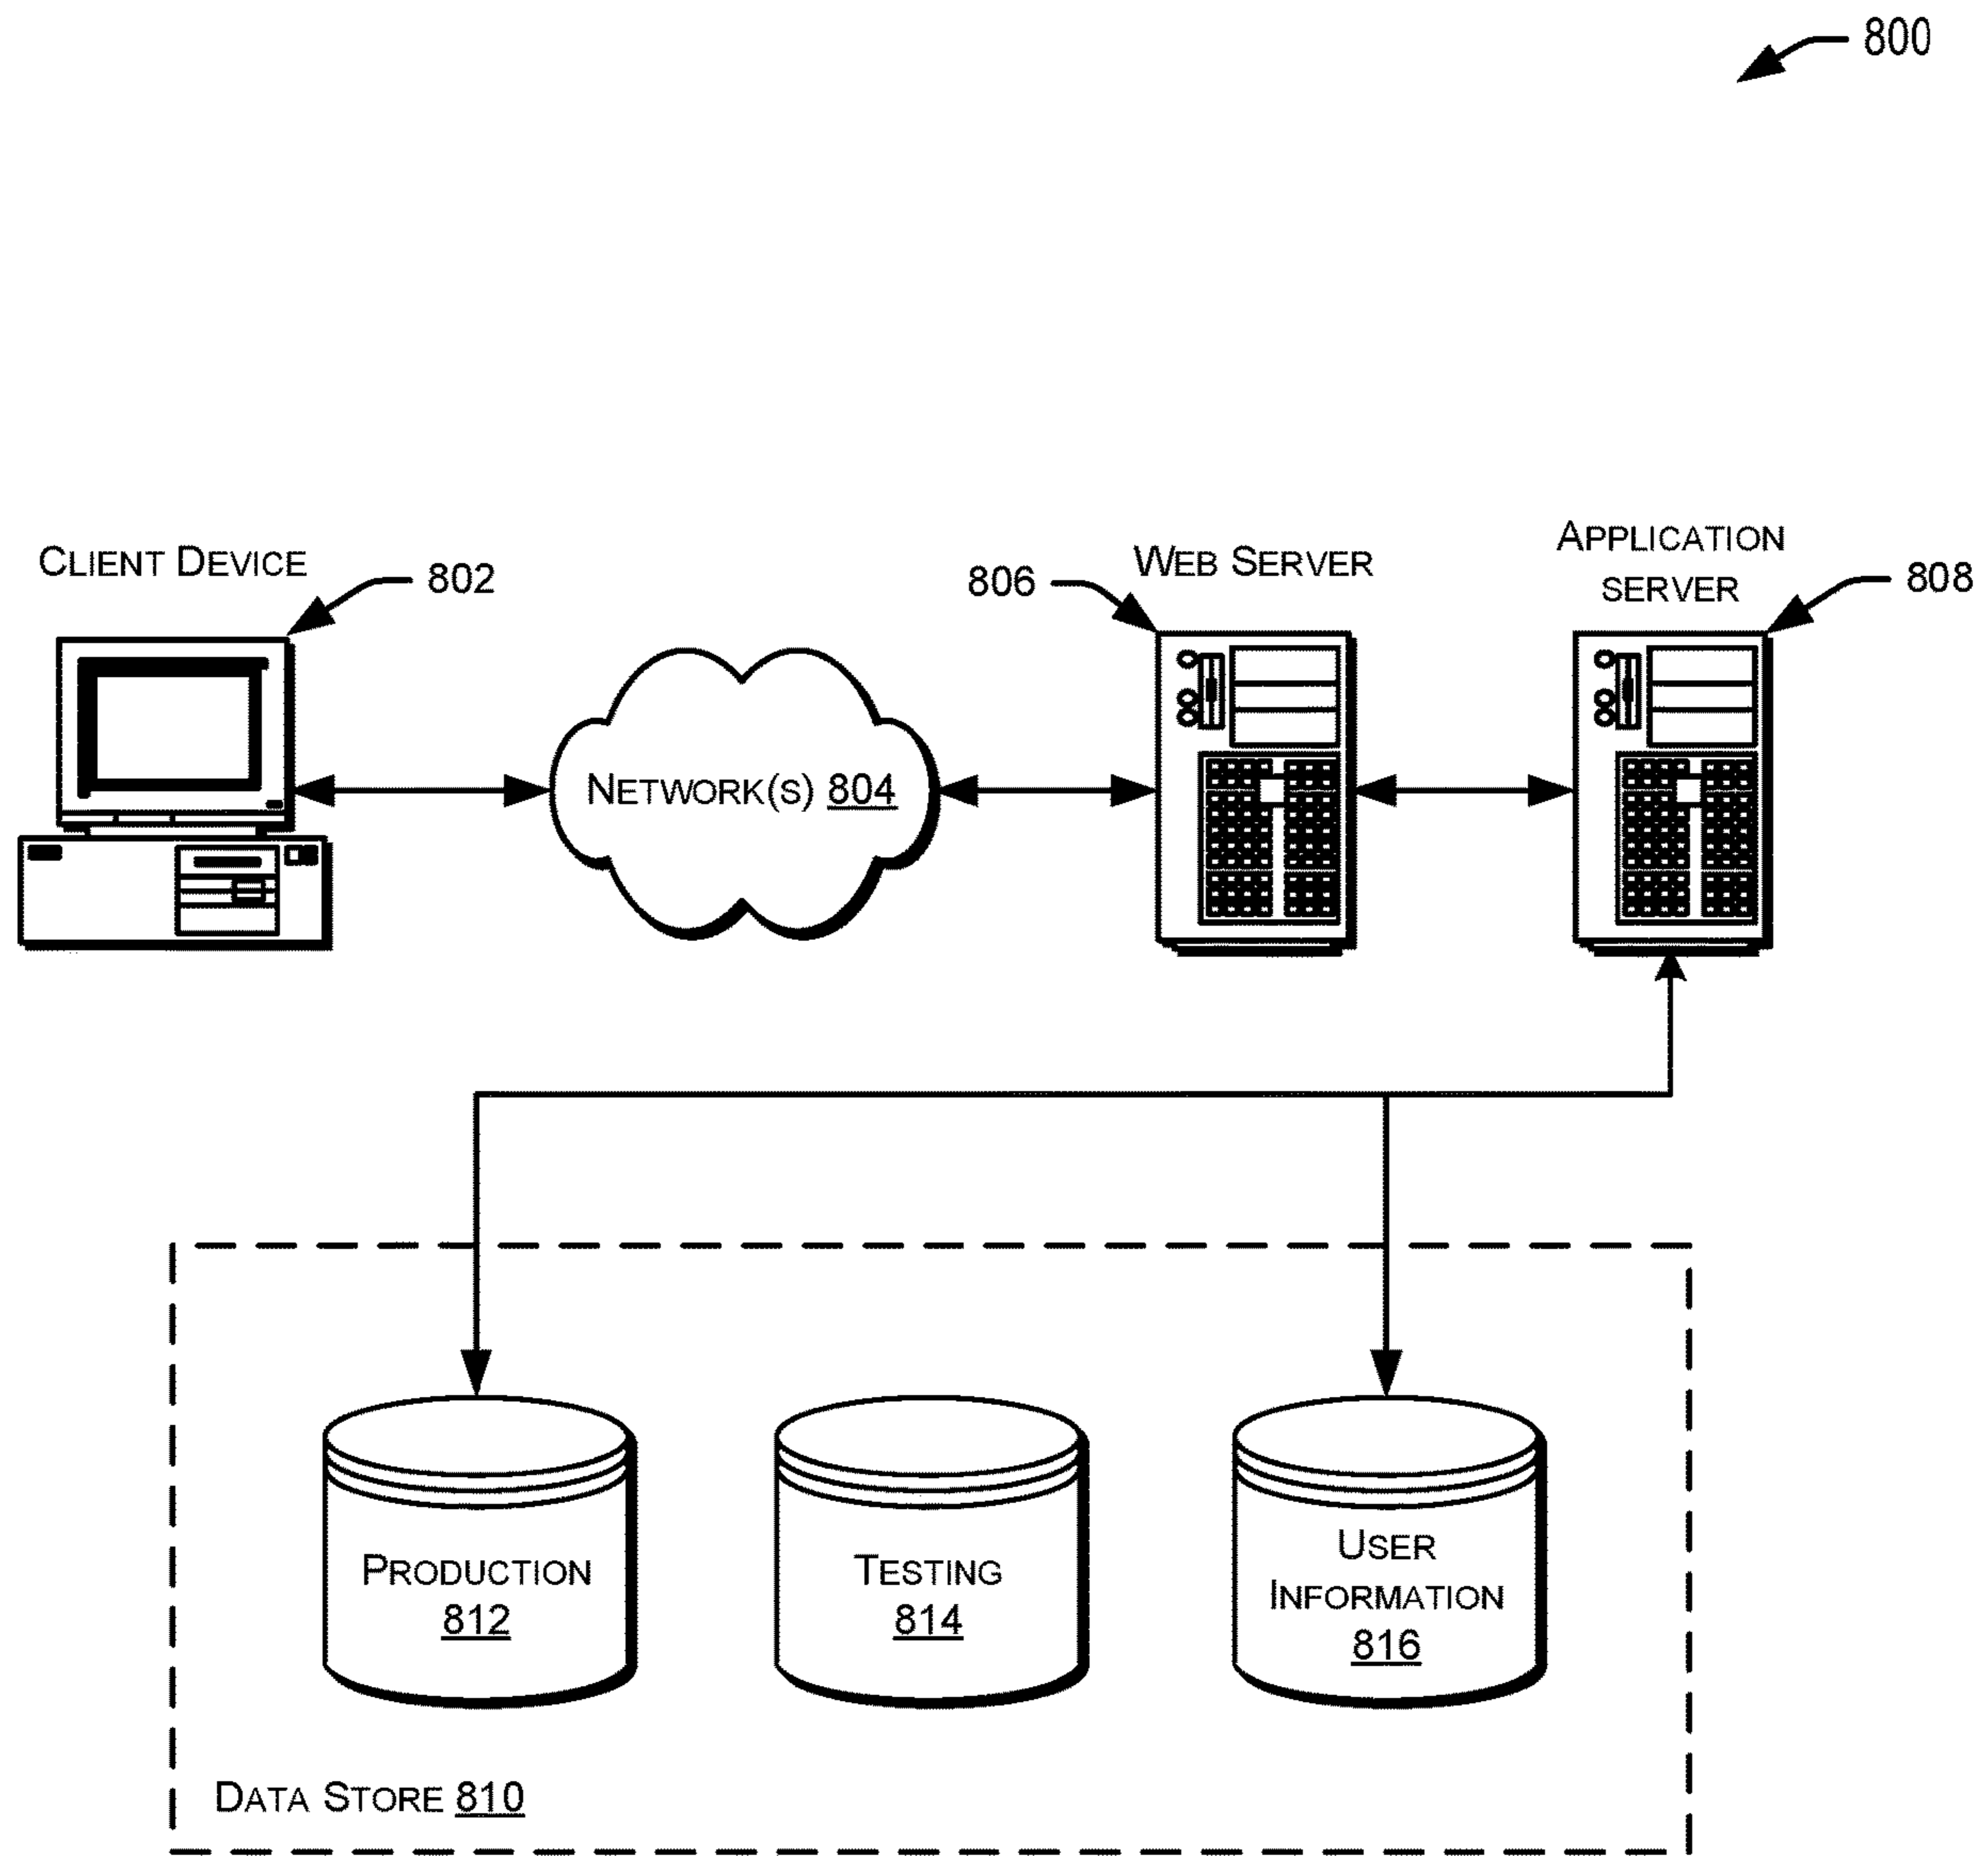 800
CLIENT DEVICE
802
806
WEB SERVER
APPLICATION
SERVER
808
NETWORK(S) 804
PRODUCTION
812
TESTING
814
USER
INFORMATION
816
DATA STORE 810